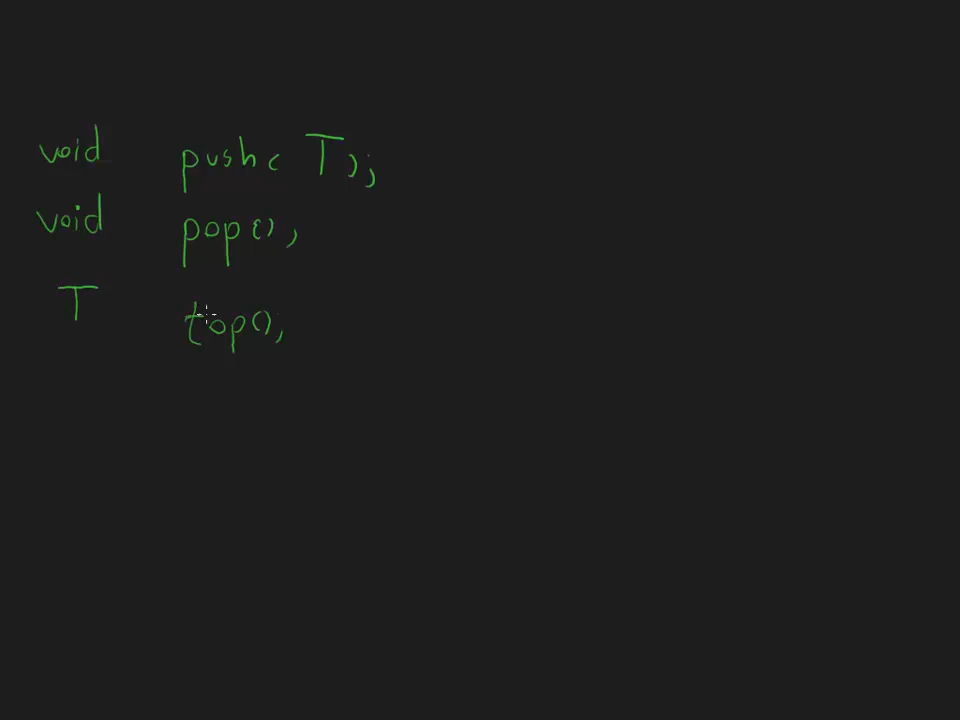 void push( T );
void pop();
T top();